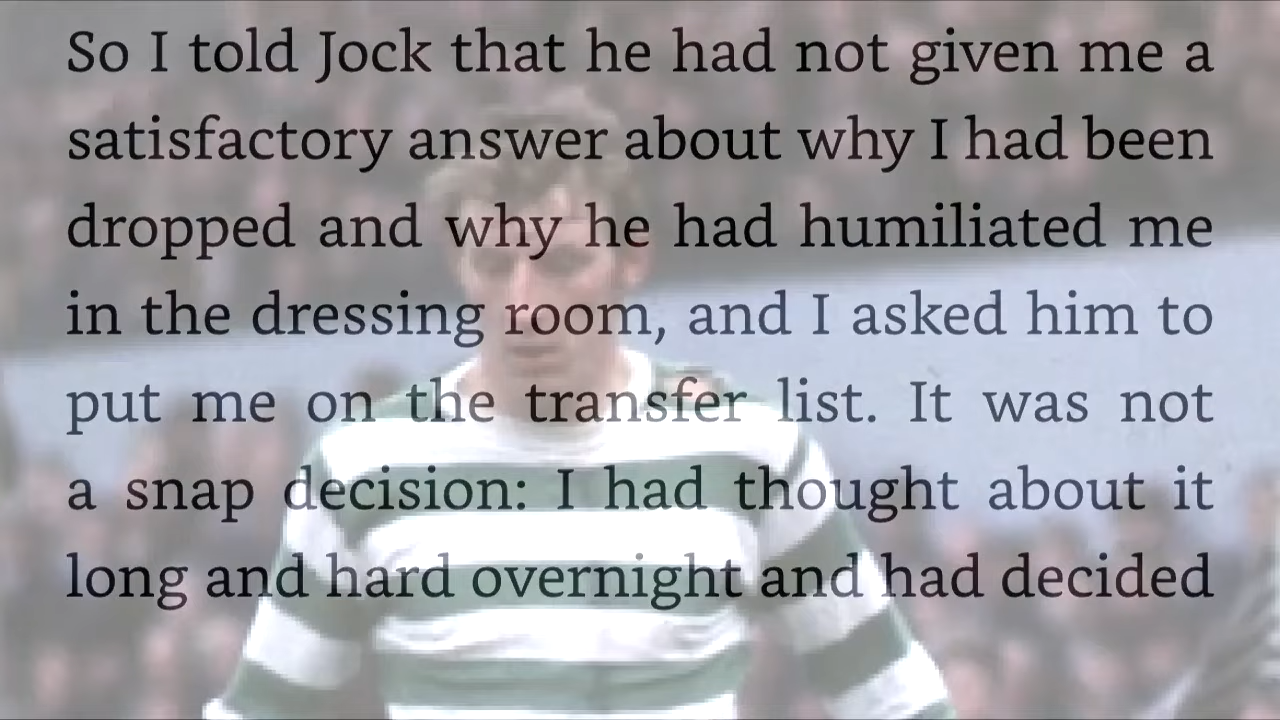 So I told Jock that he had not given me a
satisfactory answer about why I had been
dropped and why he had humiliated me
in the dressing room, and I asked him to
put me on the transfer list. It was not
a snap decision: I had thought about it
long and hard overnight and had decided